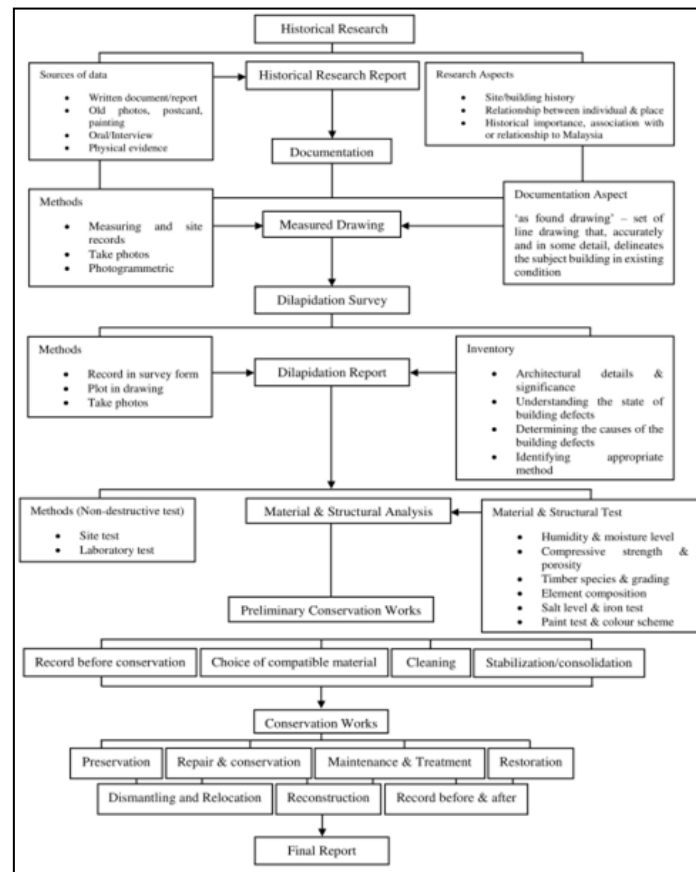 Historical Research
Sources of data
• Written document/report
• Old photos, postcard,
painting
• Oral/Interview
• Physical evidence
Historical Research Report
Research Aspects
• Site/building history
• Relationship between individual & place
• Historical importance, association with
or relationship to Malaysia
Documentation
Methods
• Measuring and site
records
• Take photos
• Photogrammetric
Measured Drawing
Documentation Aspect
‘as found drawing’ – set of
line drawing that, accurately
and in some detail, delineates
the subject building in existing
condition
Dilapidation Survey
Methods
• Record in survey form
• Plot in drawing
• Take photos
Dilapidation Report
Inventory
• Architectural details &
significance
• Understanding the state of
building defects
• Determining the causes of the
building defects
• Identifying appropriate
method
Methods (Non-destructive test)
• Site test
• Laboratory test
Material & Structural Analysis
Material & Structural Test
• Humidity & moisture level
• Compressive strength &
porosity
• Timber species & grading
• Element composition
• Salt level & iron test
• Paint test & colour scheme
Preliminary Conservation Works
Record before conservation
Choice of compatible material
Cleaning
Stabilization/consolidation
Conservation Works
Preservation
Repair & conservation
Maintenance & Treatment
Restoration
Dismantling and Relocation
Reconstruction
Record before & after
Final Report